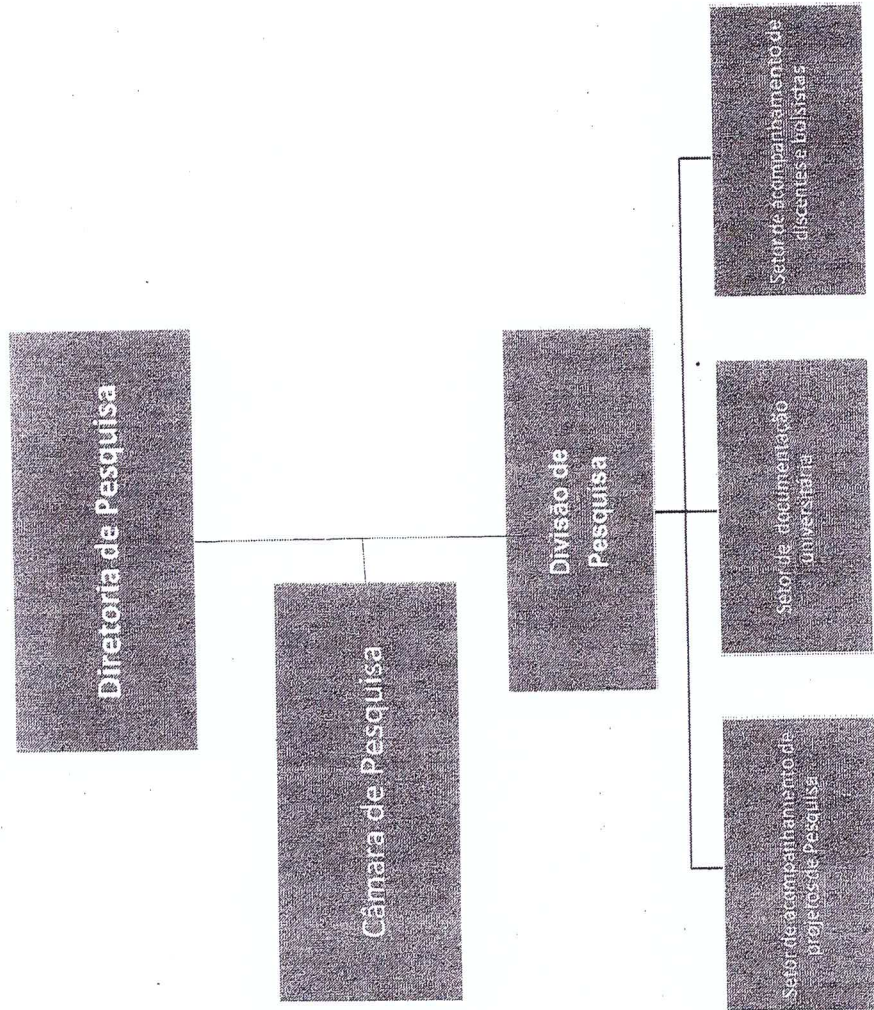 Diretoria de Pesquisa
Câmara de Pesquisa
Divisão de
Pesquisa
Setor de acompanhamento de
projetos de Pesquisa
Setor de documentação
universitária
Setor de acompanhamento de
discentes e bolsistas